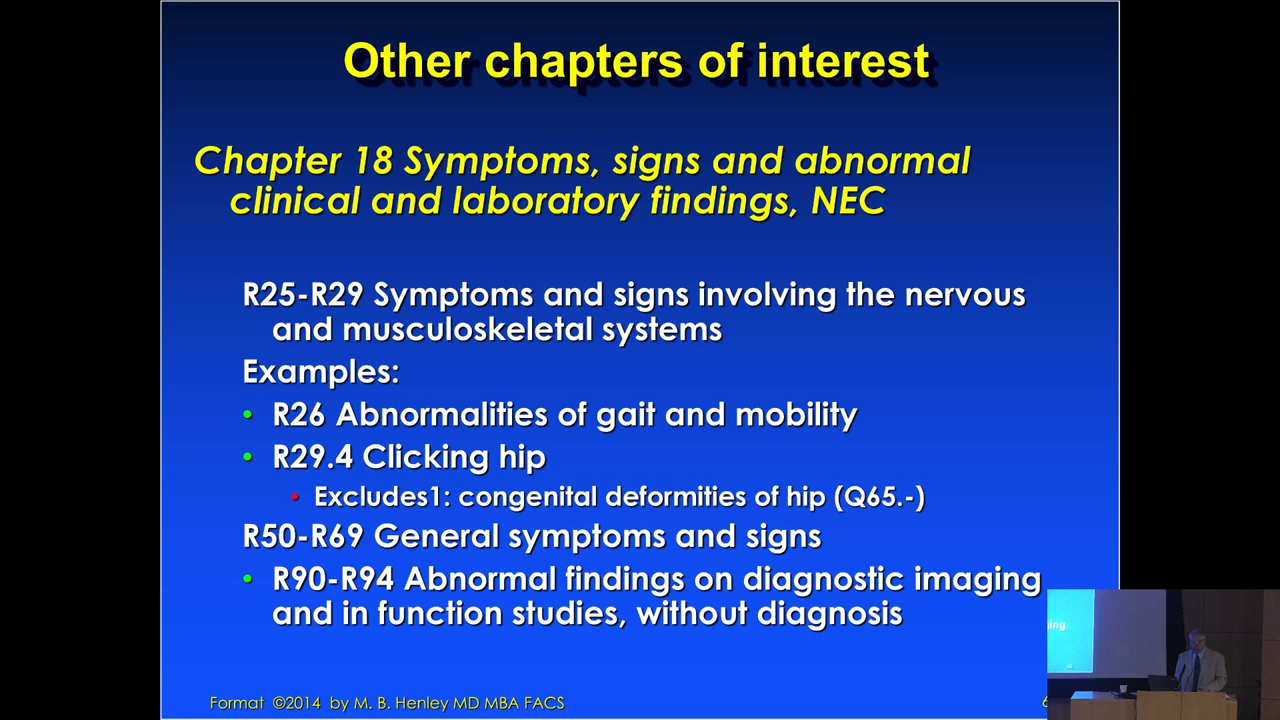 Other chapters of interest
Chapter 18 Symptoms, signs and abnormal
clinical and laboratory findings, NEC
R25-R29 Symptoms and signs involving the nervous
and musculoskeletal systems
Examples:
• R26 Abnormalities of gait and mobility
• R29.4 Clicking hip
• Excludes1: congenital deformities of hip (Q65.-)
R50-R69 General symptoms and signs
• R90-R94 Abnormal findings on diagnostic imaging
and in function studies, without diagnosis
Format ©2014 by M. B. Henley MD MBA FACS